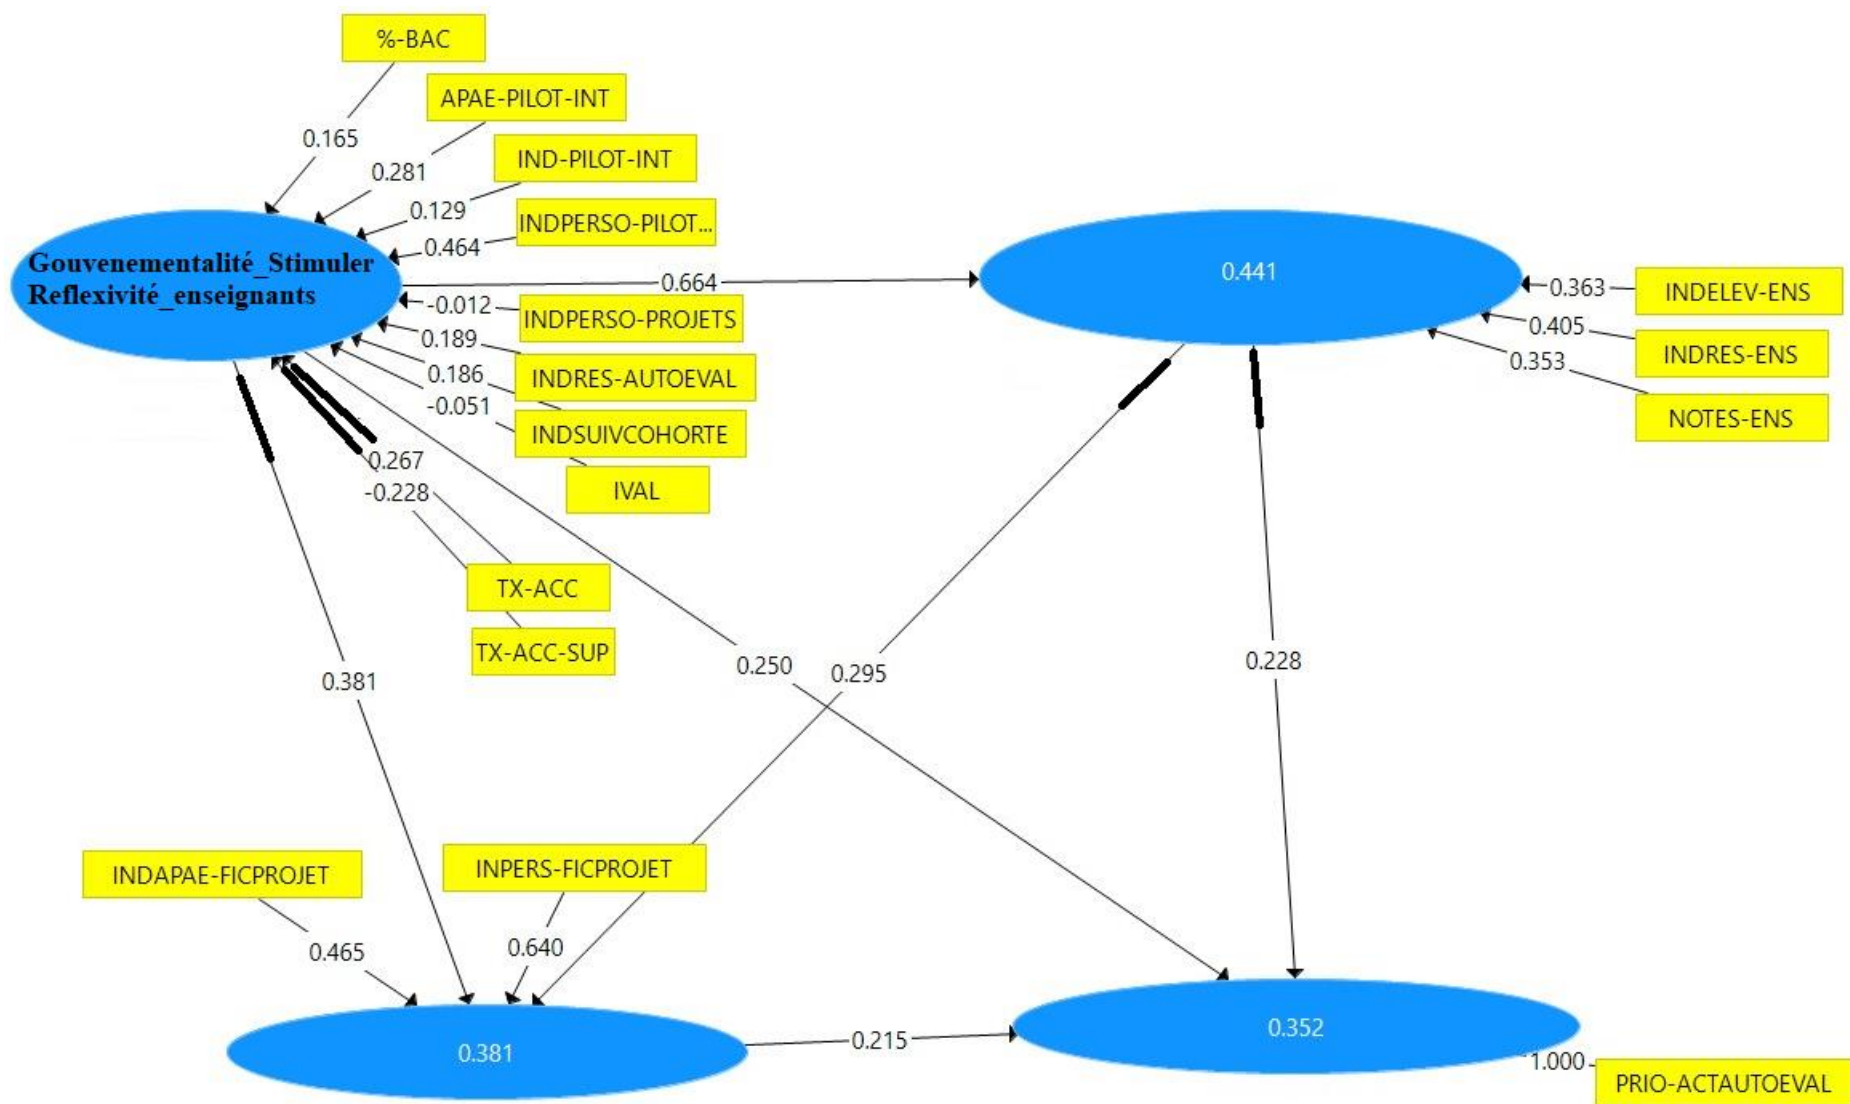 %-BAC
APAE-PILOT-INT
0.165
IND-PILOT-INT
0.281
0.129
INDPERSO-PILOT...
0.464
Gouvenementalité_Stimuler
Reflexivité_enseignants
0.664
0.441
-0.012
INDPERSO-PROJETS
0.363
INDELEV-ENS
0.405
INDRES-ENS
0.353
NOTES-ENS
0.189
INDRES-AUTOEVAL
0.186
-0.051
INDSUIVCOHORTE
0.267
-0.228
IVAL
TX-ACC
TX-ACC-SUP
0.381
0.250
0.295
0.228
INDAPAE-FICPROJET
INPERS-FICPROJET
0.465
0.640
0.381
0.215
0.352
1.000
PRIO-ACTAUTOEVAL